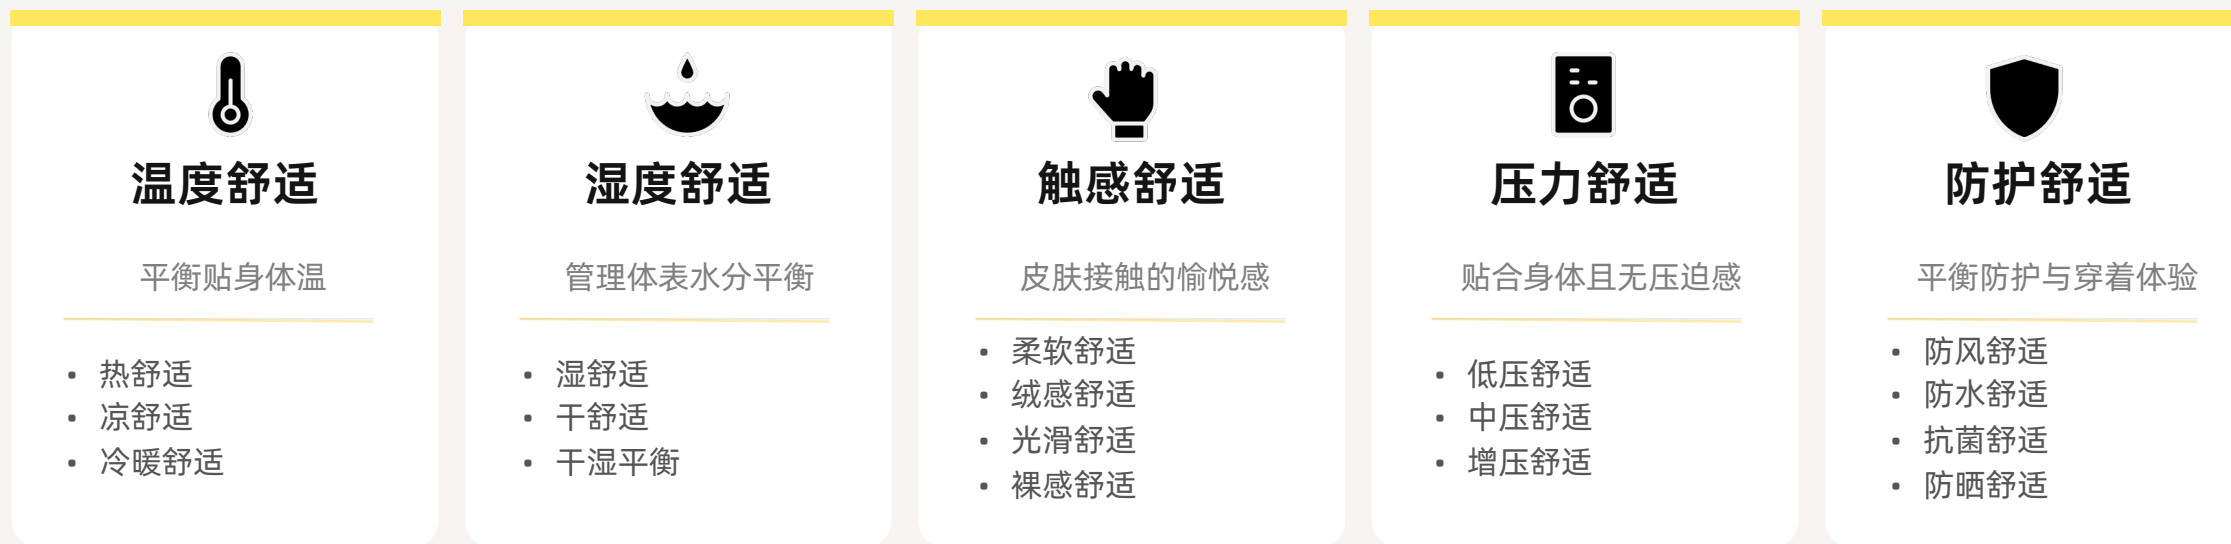 温度舒适
平衡贴身体温
• 热舒适
• 凉舒适
• 冷暖舒适
湿度舒适
管理体表水分平衡
• 湿舒适
• 干舒适
• 干湿平衡
触感舒适
皮肤接触的愉悦感
• 柔软舒适
• 绒感舒适
• 光滑舒适
• 裸感舒适
压力舒适
贴合身体且无压迫感
• 低压舒适
• 中压舒适
• 增压舒适
防护舒适
平衡防护与穿着体验
• 防风舒适
• 防水舒适
• 抗菌舒适
• 防晒舒适